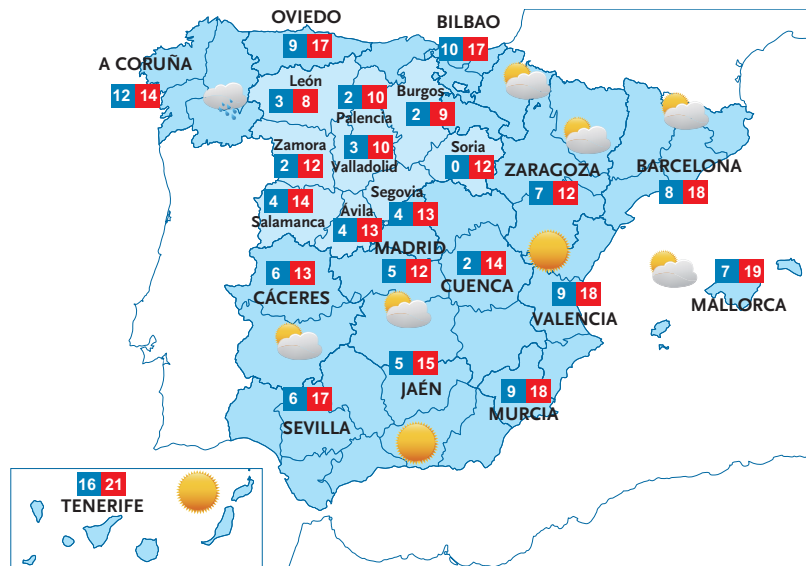 OVIEDO
9 17
BILBAO
10 17
A CORUÑA
12 14
León
3 8
2 10
Palencia
Burgos
2 9
Zamora
2 12
3 10
Valladolid
Soria
0 12
ZARAGOZA
7 12
BARCELONA
8 18
4 14
Salamanca
Ávila
4 13
Segovia
4 13
MADRID
5 12
2 14
CUENCA
6 13
CÁCERES
9 18
VALENCIA
7 19
MALLORCA
5 15
JAÉN
6 17
SEVILLA
9 18
MURCIA
16 21
TENERIFE